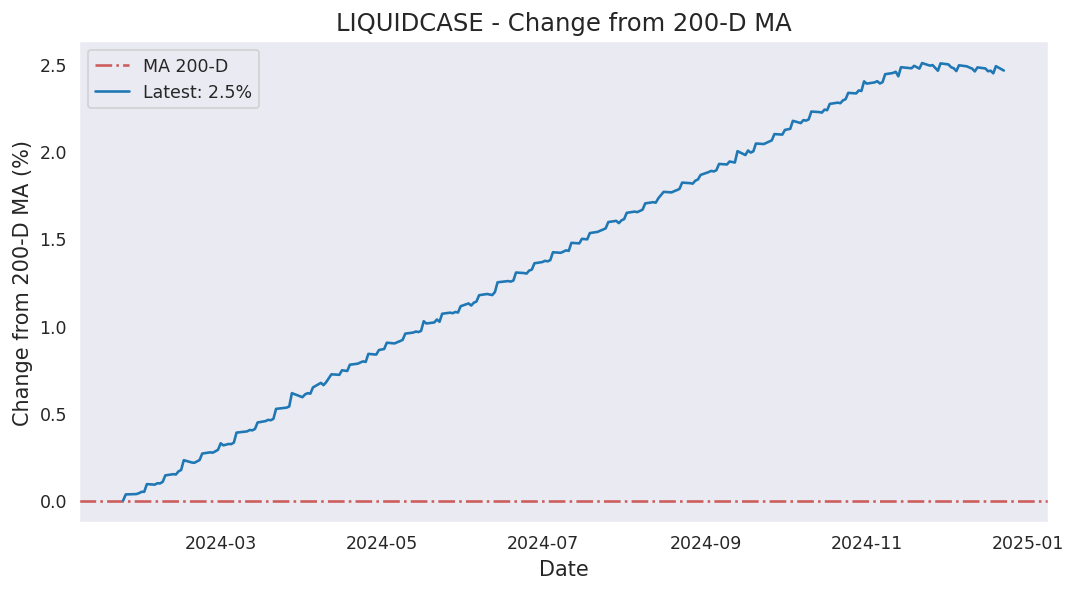 LIQUIDCASE - Change from 200-D MA
MA 200-D
Latest: 2.5%
Change from 200-D MA (%)
2.5
2.0
1.5
1.0
0.5
0.0
2024-03
2024-05
2024-07
2024-09
2024-11
2025-01
Date